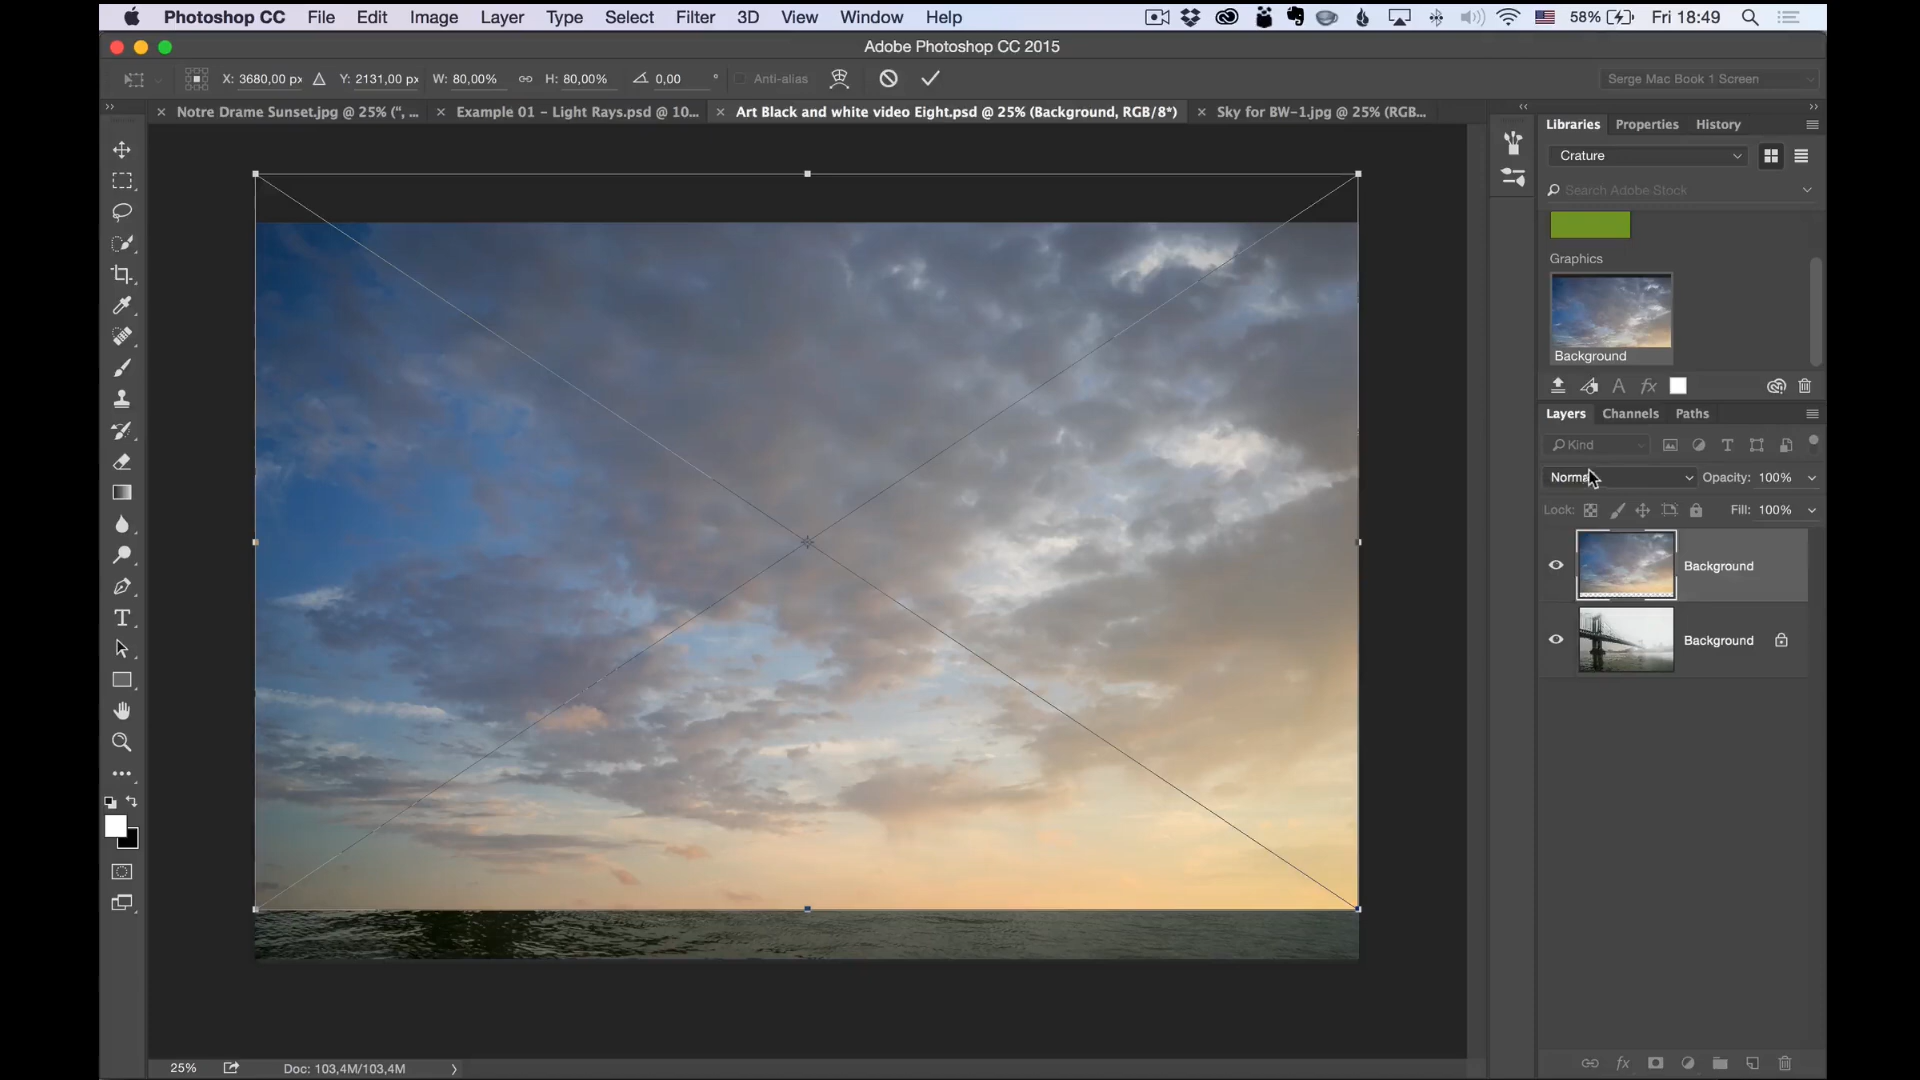 Photoshop CC File Edit Image Layer Type Select Filter 3D View Window Help 58% Fri 18:49
Adobe Photoshop CC 2015
X: 3680,00 px Y: 2131,00 px W: 80,00% H: 80,00% 0,00 ° Anti-alias Serge Mac Book 1 Screen
Notre Drame Sunset.jpg @ 25% (“, ... Example 01 - Light Rays.psd @ 10... Art Black and white video Eight.psd @ 25% (Background, RGB/8*) Sky for BW-1.jpg @ 25% (RGB...
Libraries Properties History
Crature
Search Adobe Stock
Graphics
Background
Layers Channels Paths
Kind
Normal Opacity: 100%
Lock: Fill: 100%
Background
Background
25% Doc: 103,4M/103,4M